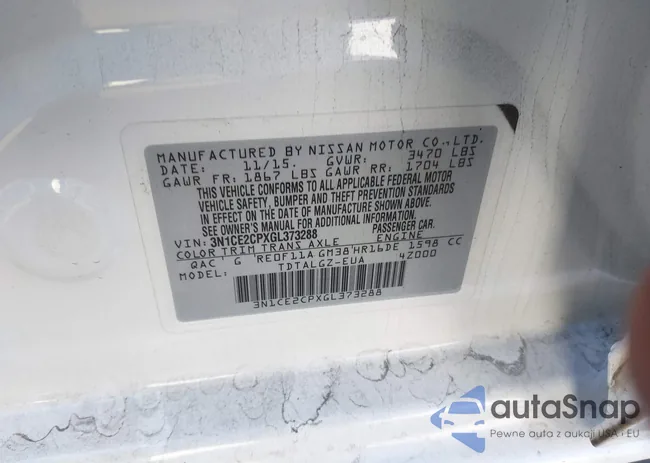 MANUFACTURED BY NISSAN MOTOR CO., LTD.
DATE: 11/15. GVWR: 3470 LBS
GAWR FR: 1867 LBS GAWR RR: 1704 LBS
THIS VEHICLE CONFORMS TO ALL APPLICABLE FEDERAL MOTOR
VEHICLE SAFETY, BUMPER AND THEFT PREVENTION STANDARDS
IN EFFECT ON THE DATE OF MANUFACTURE SHOWN ABOVE.
SEE OWNER'S MANUAL FOR ADDITIONAL INFORMATION.
VIN: 3N1CE2CPXGL373288 PASSENGER CAR.
COLOR TRIM TRANS AXLE ENGINE
QAC G RE0F11A GM38 HR16DE 1598 CC
MODEL: TDTALGZ-EUA 42000
3N1CE2CPXGL373288
autaSnap
Pewne auta z aukcji USA i EU